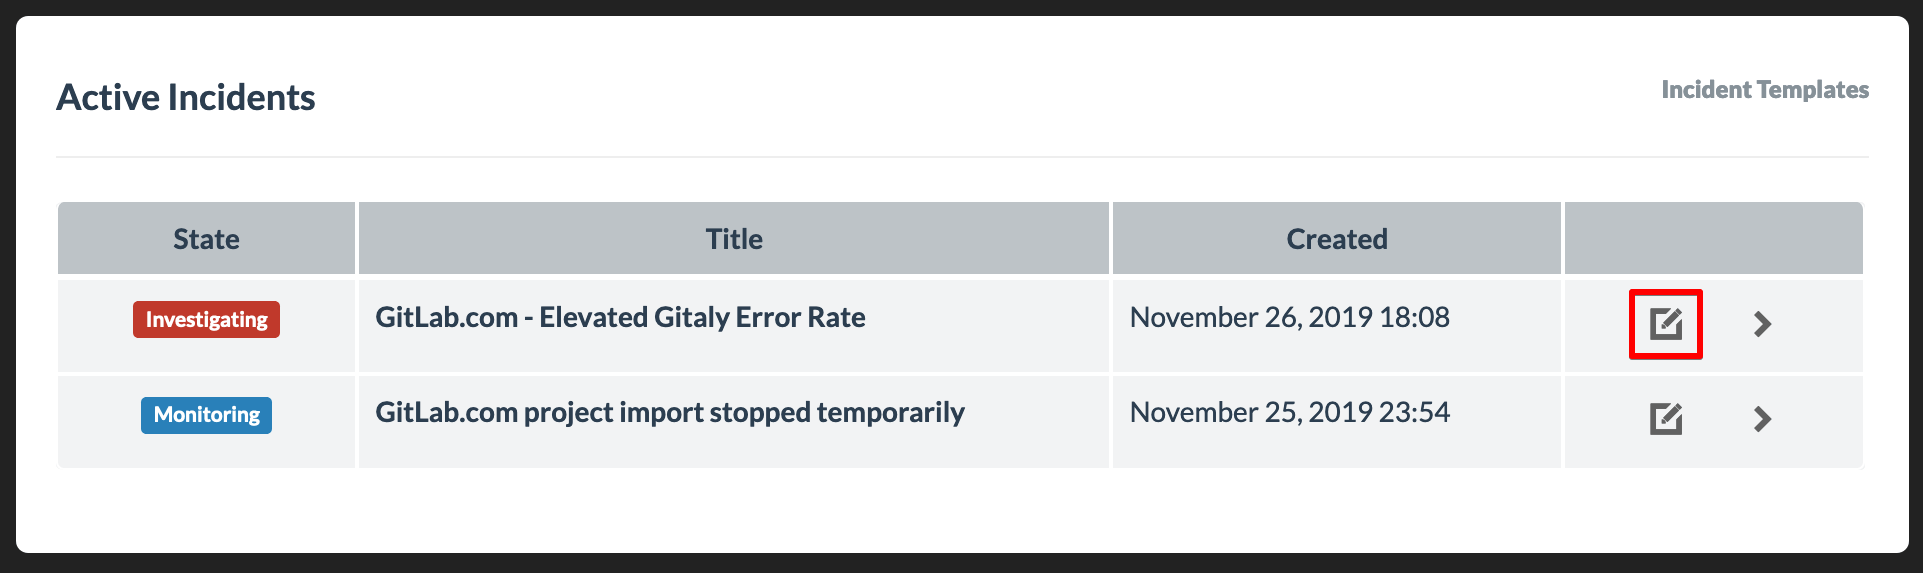 Active Incidents
Incident Templates
State Title Created
Investigating GitLab.com - Elevated Gitaly Error Rate November 26, 2019 18:08
Monitoring GitLab.com project import stopped temporarily November 25, 2019 23:54